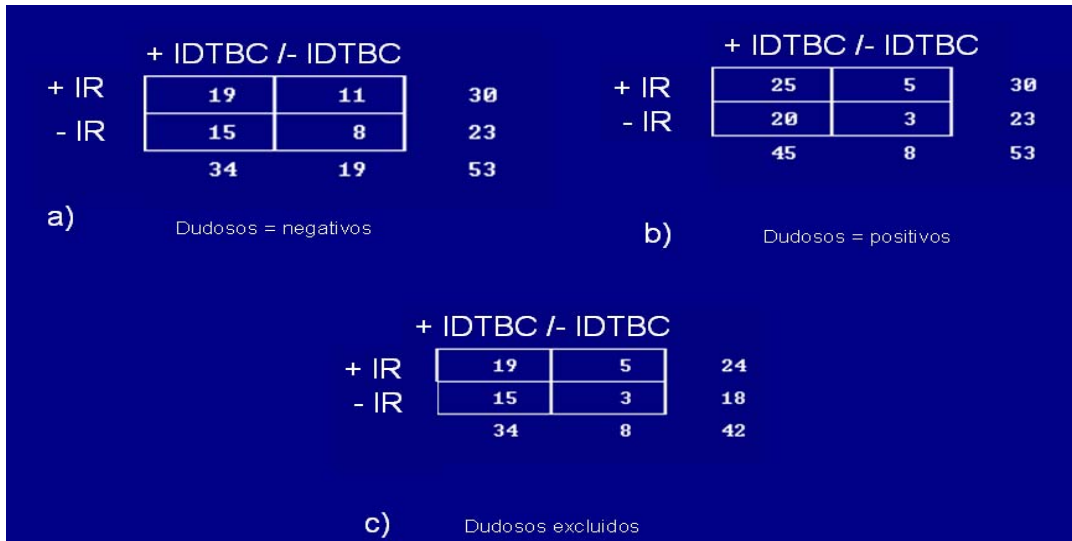 + IDTBC /- IDTBC
+ IR 19 11 30
- IR 15 8 23
34 19 53
a) Dudosos = negativos
+ IDTBC /- IDTBC
+ IR 25 5 30
- IR 20 3 23
45 8 53
b) Dudosos = positivos
+ IDTBC /- IDTBC
+ IR 19 5 24
- IR 15 3 18
34 8 42
c) Dudosos excluidos